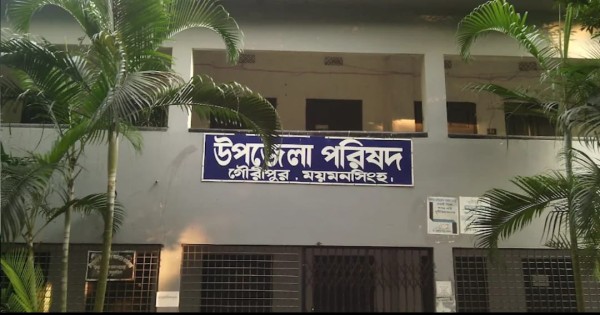 উপজেলা পরিষদ
গৌরীপুর, ময়মনসিংহ।